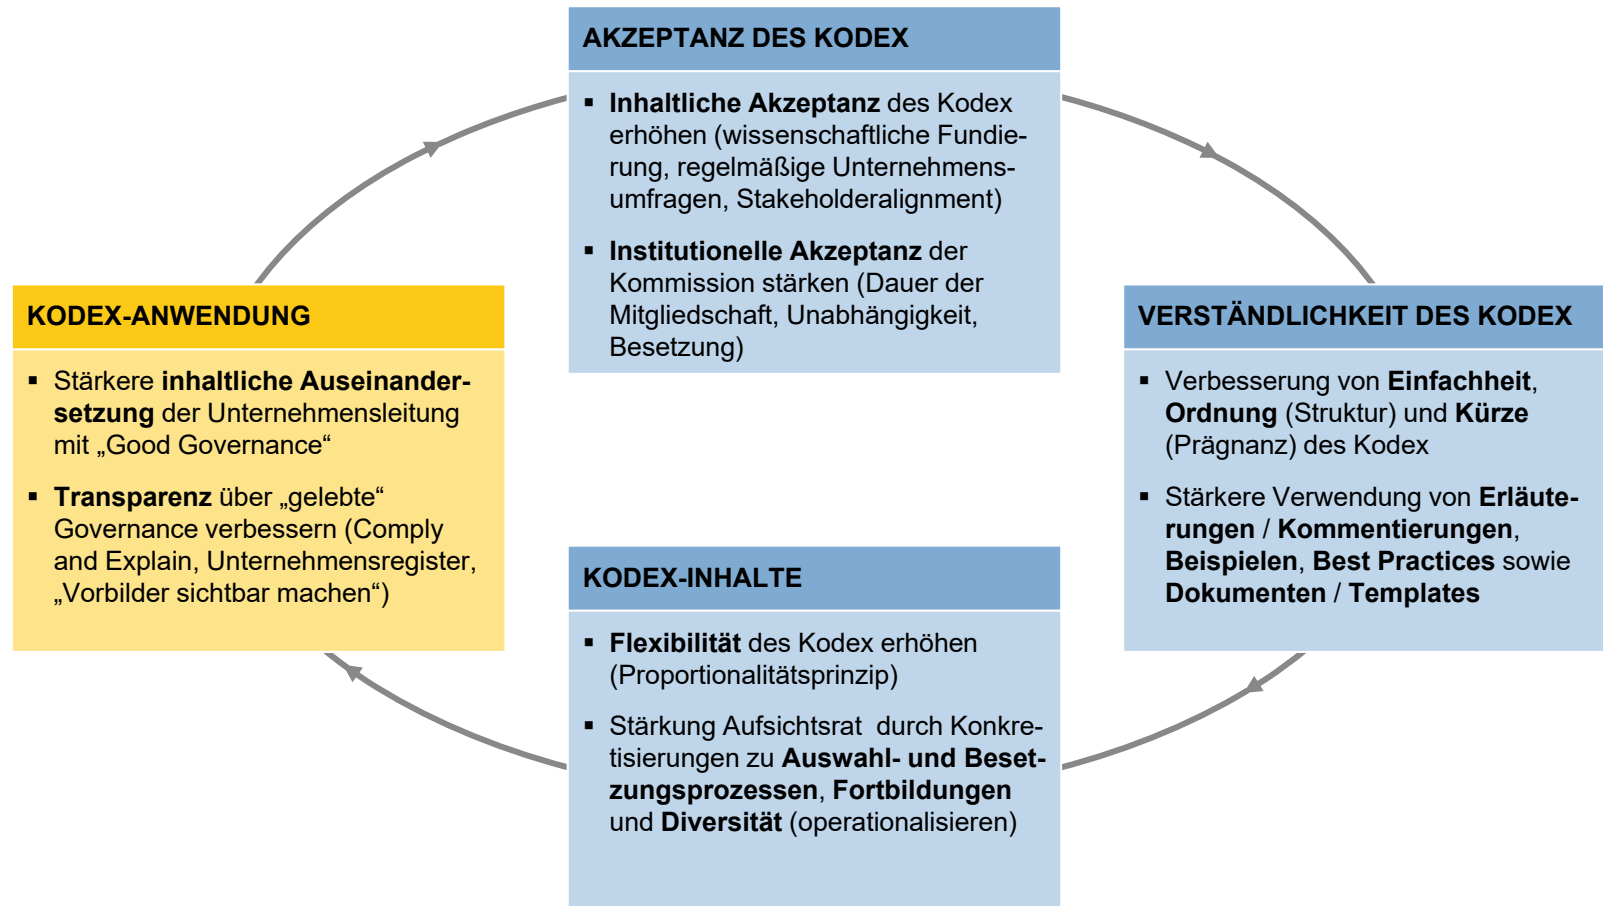 AKZEPTANZ DES KODEX
▪ Inhaltliche Akzeptanz des Kodex
erhöhen (wissenschaftliche Fundie-
rung, regelmäßige Unternehmens-
umfragen, Stakeholderalignment)
▪ Institutionelle Akzeptanz der
Kommission stärken (Dauer der
Mitgliedschaft, Unabhängigkeit,
Besetzung)
KODEX-ANWENDUNG
▪ Stärkere inhaltliche Auseinander-
setzung der Unternehmensleitung
mit „Good Governance“
▪ Transparenz über „gelebte“
Governance verbessern (Comply
and Explain, Unternehmensregister,
„Vorbilder sichtbar machen“)
VERSTÄNDLICHKEIT DES KODEX
▪ Verbesserung von Einfachheit,
Ordnung (Struktur) und Kürze
(Prägnanz) des Kodex
▪ Stärkere Verwendung von Erläute-
rungen / Kommentierungen,
Beispielen, Best Practices sowie
Dokumenten / Templates
KODEX-INHALTE
▪ Flexibilität des Kodex erhöhen
(Proportionalitätsprinzip)
▪ Stärkung Aufsichtsrat durch Konkre-
tisierungen zu Auswahl- und Beset-
zungsprozessen, Fortbildungen
und Diversität (operationalisieren)